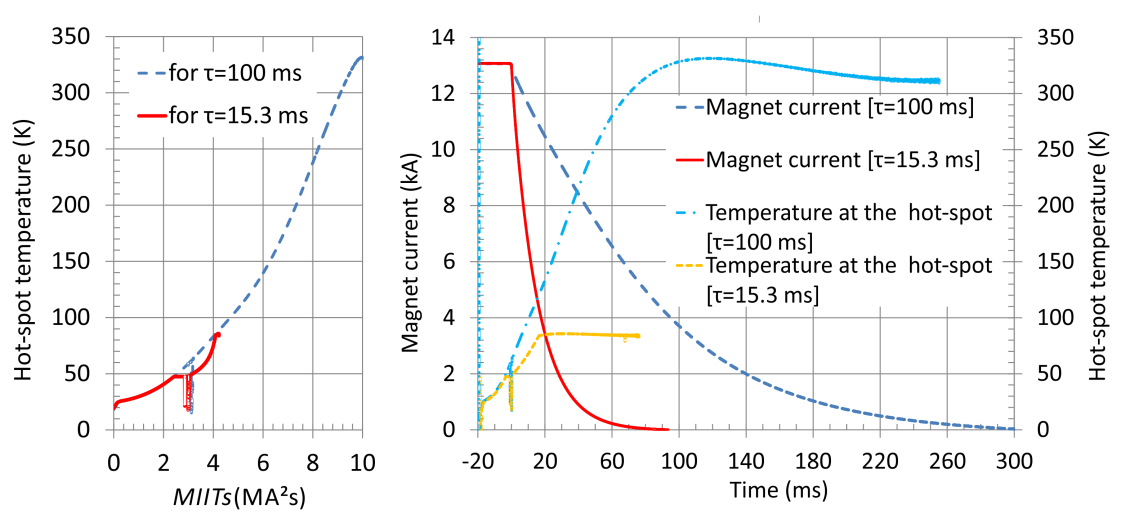 350
300
250
200
150
100
50
0
Hot-spot temperature (K)
for τ=100 ms
for τ=15.3 ms
0 2 4 6 8 10
MIITs(MA²s)
14
12
10
8
6
4
2
0
Magnet current (kA)
Magnet current [τ=100 ms]
Magnet current [τ=15.3 ms]
Temperature at the hot-spot
[τ=100 ms]
Temperature at the hot-spot
[τ=15.3 ms]
-20 20 60 100 140 180 220 260 300
Time (ms)
350
300
250
200
150
100
50
0
Hot-spot temperature (K)